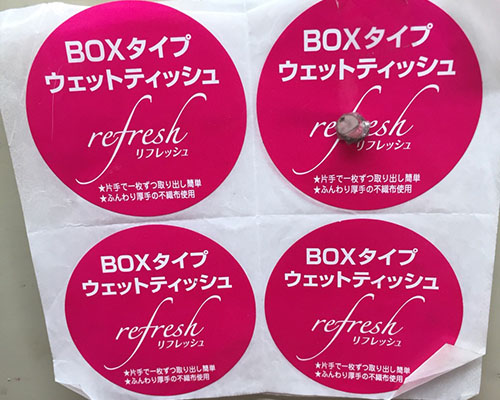 BOXタイプ
ウェットティッシュ
refresh
リフレッシュ
★片手で一枚ずつ取り出し簡単
★ふんわり厚手の不織布使用
BOXタイプ
ウェットティッシュ
refresh
リフレッシュ
★片手で一枚ずつ取り出し簡単
★ふんわり厚手の不織布使用
BOXタイプ
ウェットティッシュ
refresh
リフレッシュ
★片手で一枚ずつ取り出し簡単
★ふんわり厚手の不織布使用
BOXタイプ
ウェットティッシュ
refresh
リフレッシュ
★片手で一枚ずつ取り出し簡単
★ふんわり厚手の不織布使用